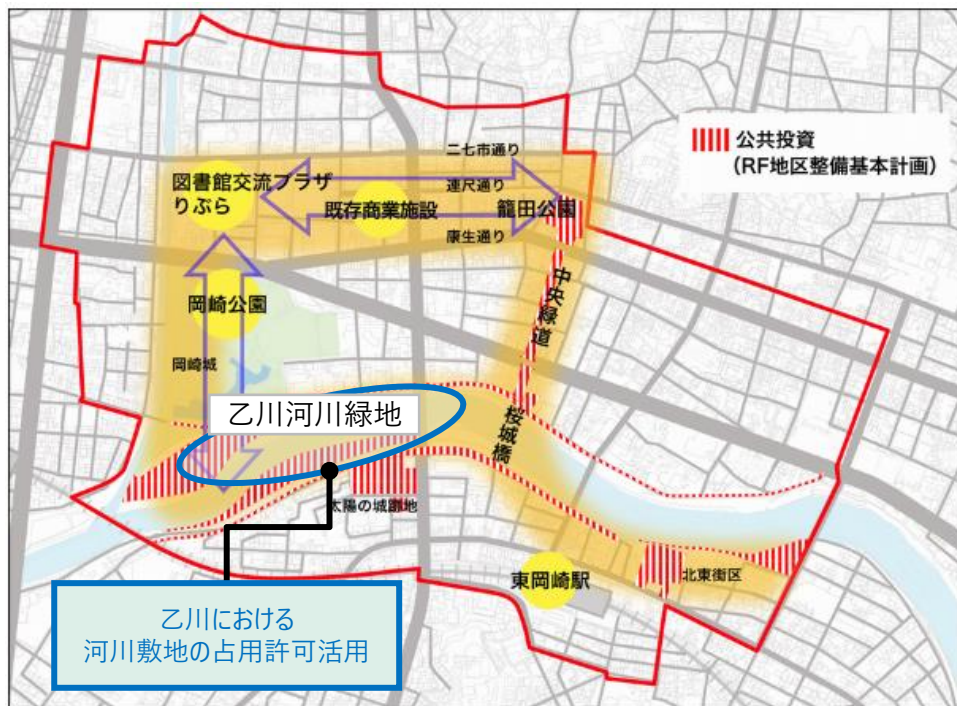 公共投資
（RF地区整備基本計画）
二七市通り
図書館交流プラザ
りぶら
連尺通り
既存商業施設
籠田公園
康生通り
中央緑道
岡崎公園
岡崎城
乙川河川緑地
桜城橋
太陽の城跡地
東岡崎駅
北東街区
乙川における
河川敷地の占用許可活用